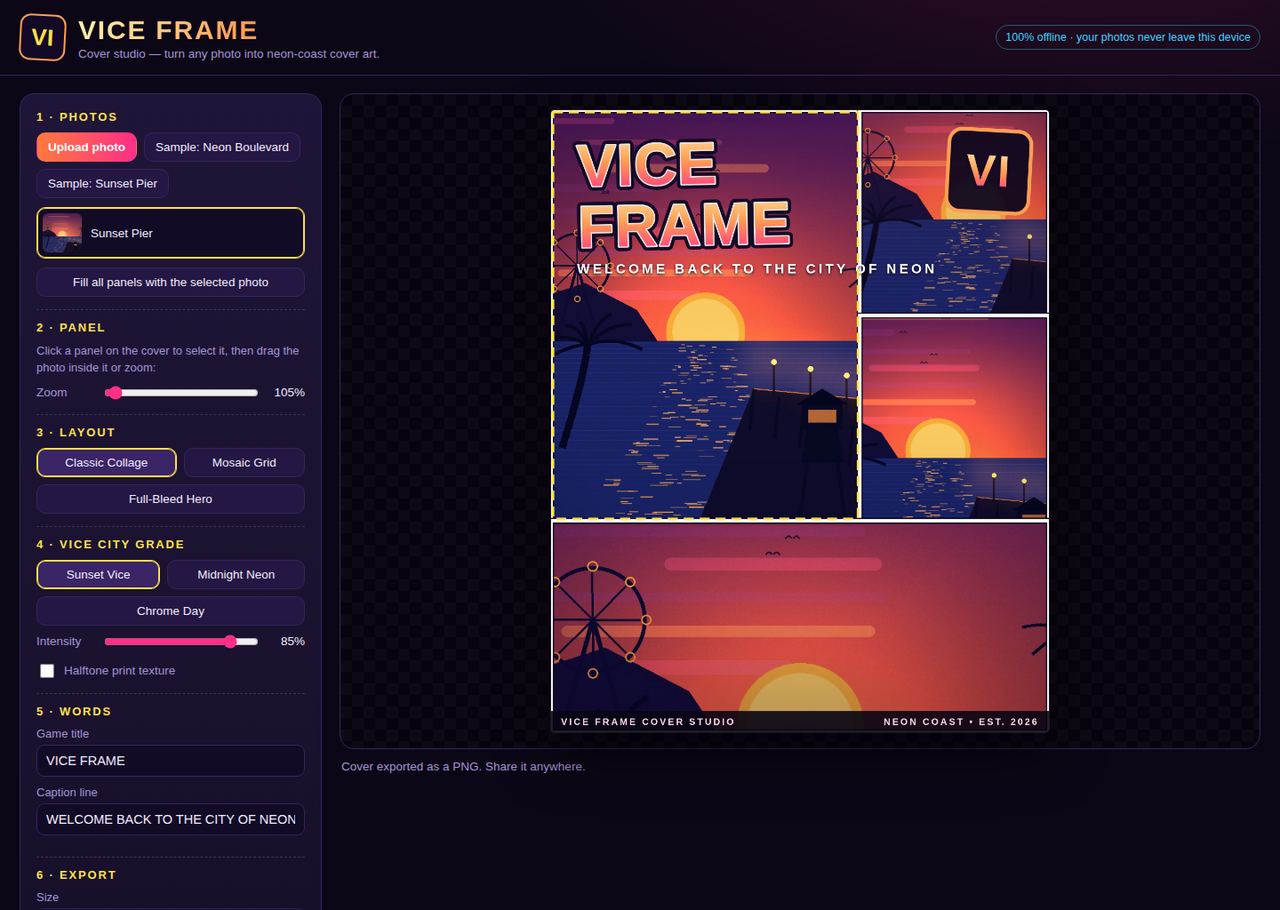 VI
VICE FRAME
Cover studio — turn any photo into neon-coast cover art.
100% offline · your photos never leave this device
1 · PHOTOS
Upload photo
Sample: Neon Boulevard
Sample: Sunset Pier
Sunset Pier
Fill all panels with the selected photo
2 · PANEL
Click a panel on the cover to select it, then drag the
photo inside it or zoom:
Zoom
105%
3 · LAYOUT
Classic Collage
Mosaic Grid
Full-Bleed Hero
4 · VICE CITY GRADE
Sunset Vice
Midnight Neon
Chrome Day
Intensity
85%
Halftone print texture
5 · WORDS
Game title
VICE FRAME
Caption line
WELCOME BACK TO THE CITY OF NEON
6 · EXPORT
Size
VICE
FRAME
WELCOME BACK TO THE CITY OF NEON
VI
VICE FRAME COVER STUDIO
NEON COAST • EST. 2026
Cover exported as a PNG. Share it anywhere.